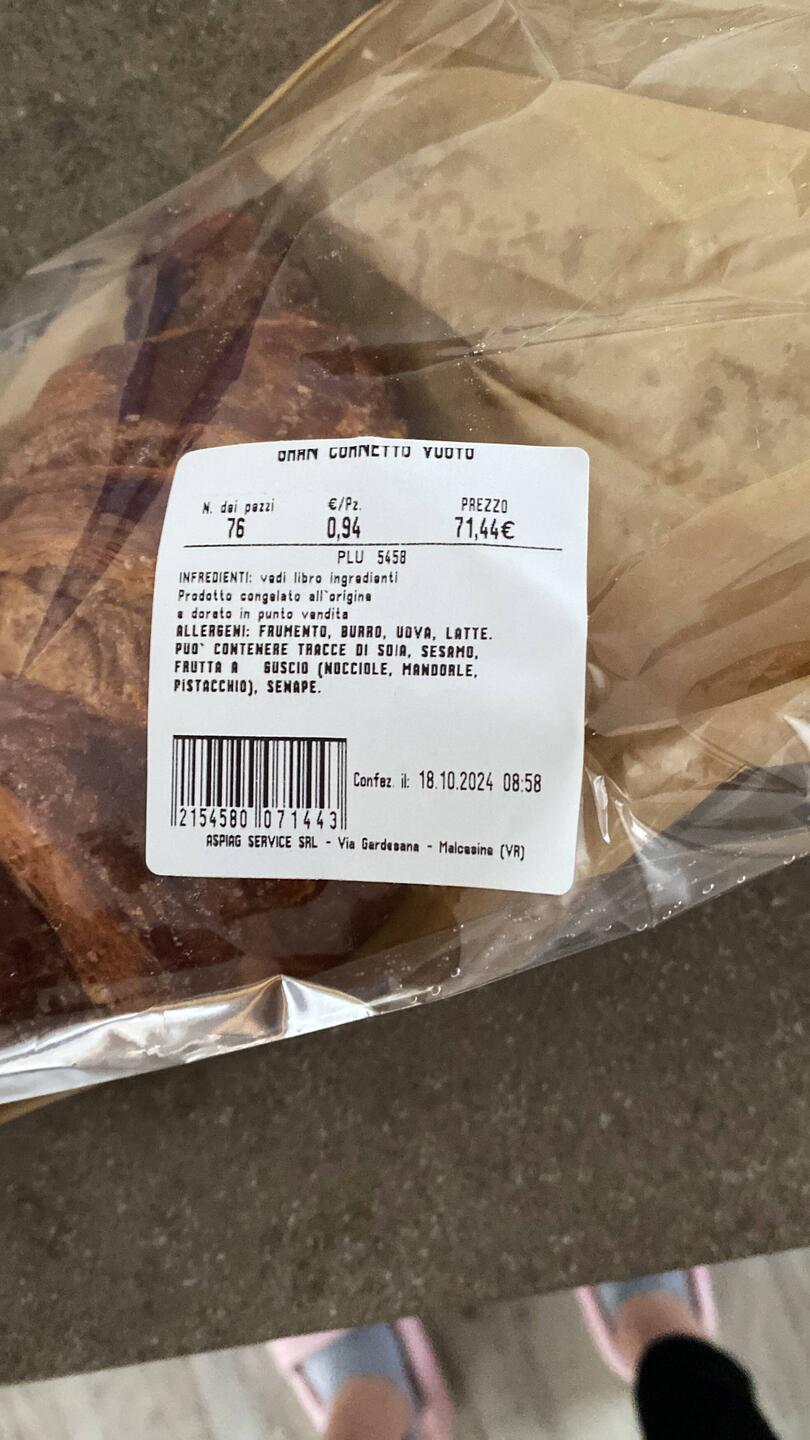 GRAN CORNETTO VUOTO
N. dei pezzi €/Pz. PREZZO
76 0,94 71,44€
PLU 5458
INFREDIENTI: vedi libro ingredienti
Prodotto congelato all'origine
e dorato in punto vendita
ALLERGENI: FRUMENTO, BURRO, UOVA, LATTE.
PUO` CONTENERE TRACCE DI SOIA, SESAMO,
FRUTTA A GUSCIO (NOCCIOLE, MANDORLE,
PISTACCHIO), SENAPE.
Confez. il: 18.10.2024 08:58
2154580 071443
ASPIAG SERVICE SRL - Via Gardesana - Malcesine (VR)